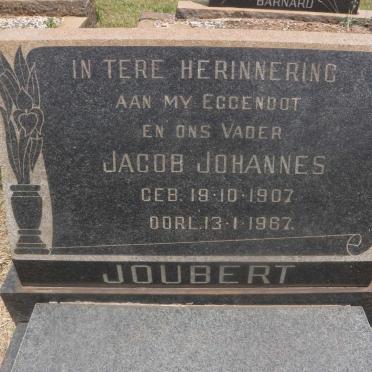 BARNARD
IN TERE HERINNERING
AAN MY EGGENOOT
EN ONS VADER
JACOB JOHANNES
GEB. 19-10-1907
OORL. 13-1-1967.
JOUBERT